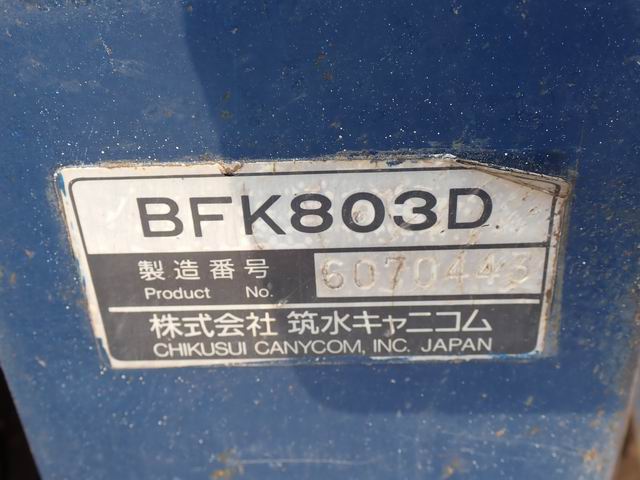 BFK803D
製造番号 6070443
Product No.
株式会社 筑水キャニコム
CHIKUSUI CANYCOM, INC. JAPAN